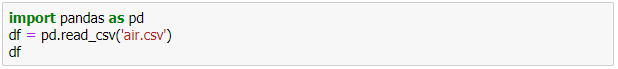 import pandas as pd
df = pd.read_csv('air.csv')
df